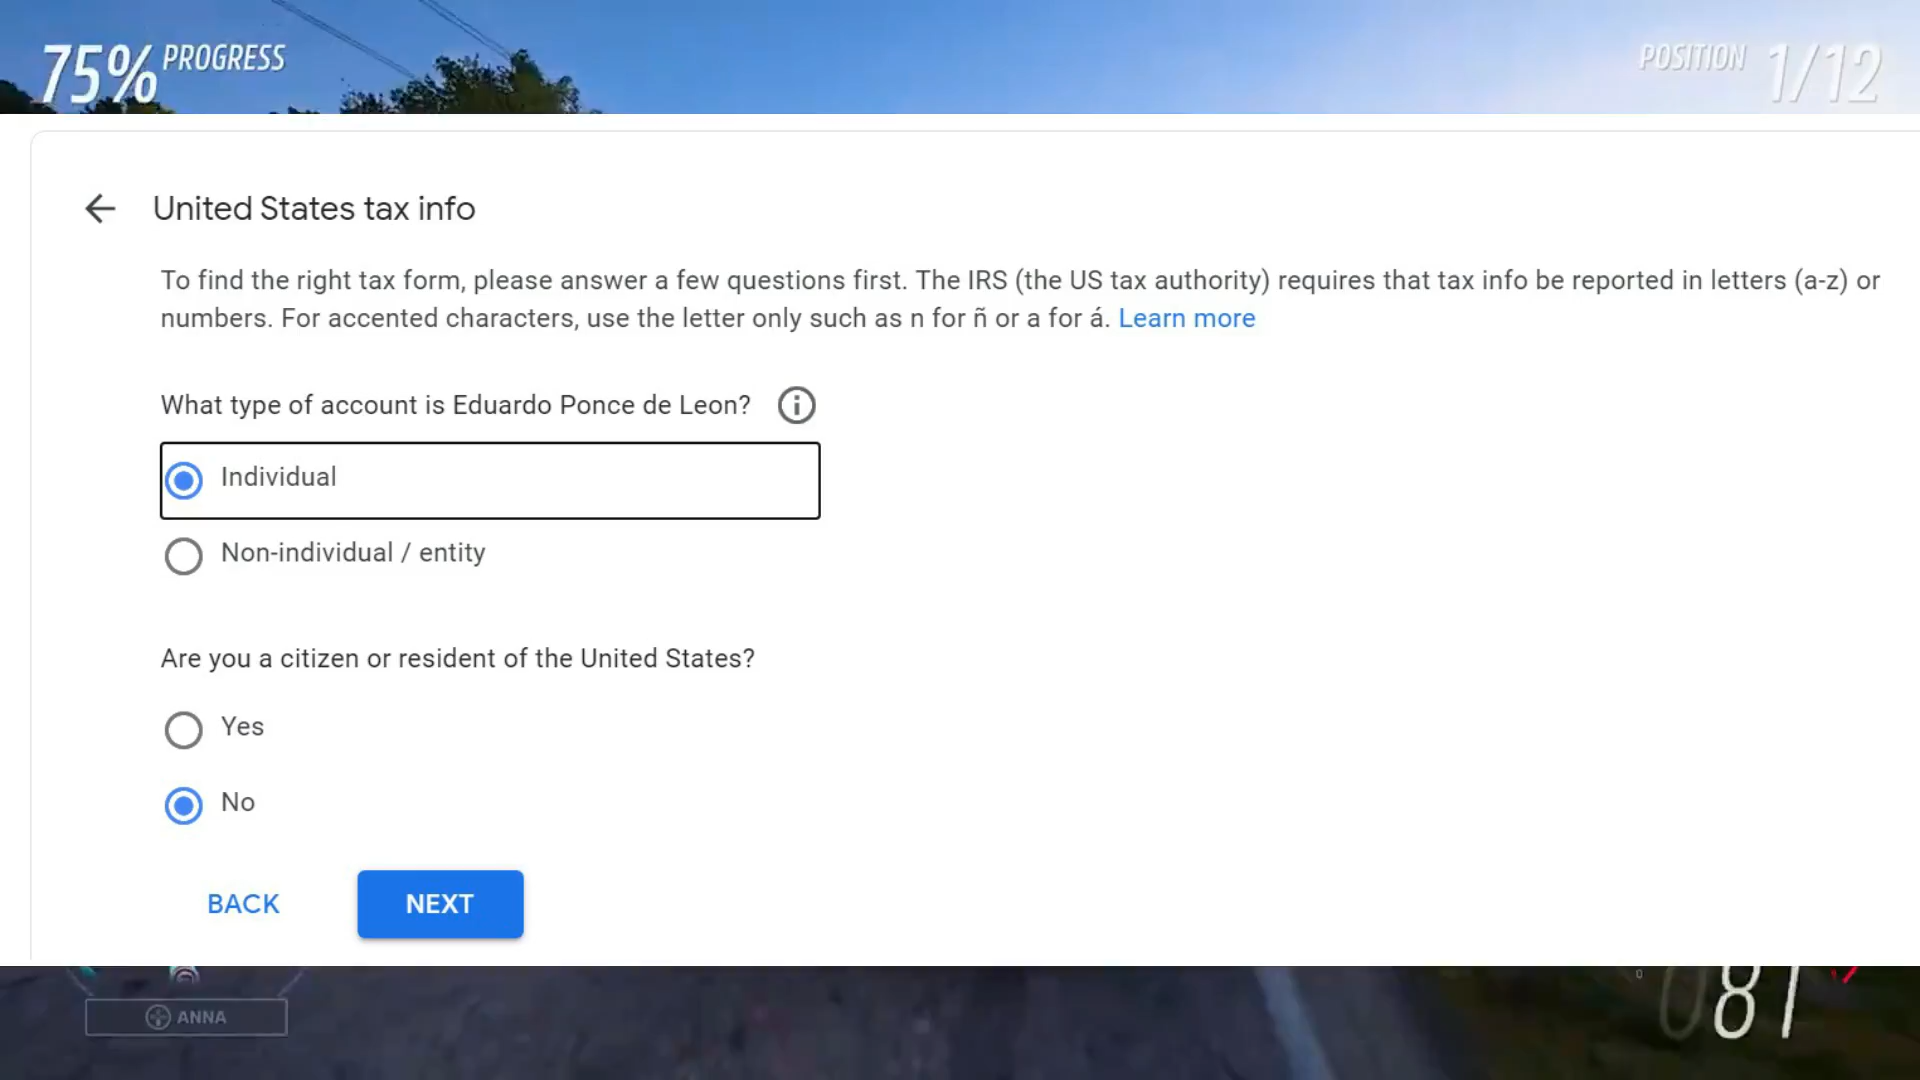 75% PROGRESS
POSITION 1/12
United States tax info
To find the right tax form, please answer a few questions first. The IRS (the US tax authority) requires that tax info be reported in letters (a-z) or
numbers. For accented characters, use the letter only such as n for ñ or a for á. Learn more
What type of account is Eduardo Ponce de Leon?
Individual
Non-individual / entity
Are you a citizen or resident of the United States?
Yes
No
BACK
NEXT
0
ANNA
081